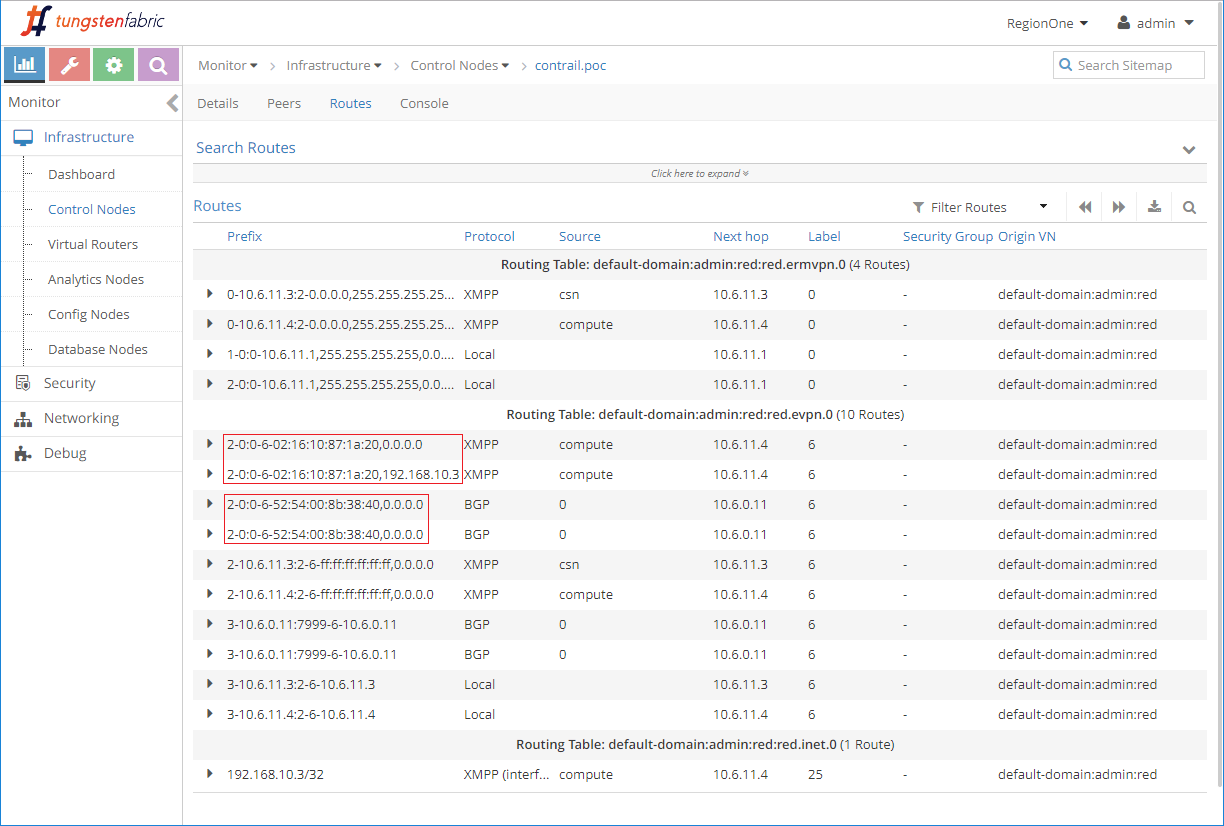 tungstenfabric
RegionOne admin
Monitor Infrastructure Control Nodes contrail.poc Search Sitemap
Monitor
Details Peers Routes Console
Infrastructure
Dashboard
Control Nodes
Virtual Routers
Analytics Nodes
Config Nodes
Database Nodes
Security
Networking
Debug
Search Routes
Click here to expand
Routes Filter Routes
Prefix Protocol Source Next hop Label Security Group Origin VN
Routing Table: default-domain:admin:red:red.ermvpn.0 (4 Routes)
0-10.6.11.3:2-0.0.0.0,255.255.255.25... XMPP csn 10.6.11.3 0 - default-domain:admin:red
0-10.6.11.4:2-0.0.0.0,255.255.255.25... XMPP compute 10.6.11.4 0 - default-domain:admin:red
1-0:0-10.6.11.1,255.255.255.255,0.0.... Local 10.6.11.1 0 - default-domain:admin:red
2-0:0-10.6.11.1,255.255.255.255,0.0.... Local 10.6.11.1 0 - default-domain:admin:red
Routing Table: default-domain:admin:red:red.evpn.0 (10 Routes)
2-0:0-6-02:16:10:87:1a:20,0.0.0.0 XMPP compute 10.6.11.4 6 - default-domain:admin:red
2-0:0-6-02:16:10:87:1a:20,192.168.10.3 XMPP compute 10.6.11.4 6 - default-domain:admin:red
2-0:0-6-52:54:00:8b:38:40,0.0.0.0 BGP 0 10.6.0.11 6 - default-domain:admin:red
2-0:0-6-52:54:00:8b:38:40,0.0.0.0 BGP 0 10.6.0.11 6 - default-domain:admin:red
2-10.6.11.3:2-6-ff:ff:ff:ff:ff:ff,0.0.0.0 XMPP csn 10.6.11.3 6 - default-domain:admin:red
2-10.6.11.4:2-6-ff:ff:ff:ff:ff:ff,0.0.0.0 XMPP compute 10.6.11.4 6 - default-domain:admin:red
3-10.6.0.11:7999-6-10.6.0.11 BGP 0 10.6.0.11 6 - default-domain:admin:red
3-10.6.0.11:7999-6-10.6.0.11 BGP 0 10.6.0.11 6 - default-domain:admin:red
3-10.6.11.3:2-6-10.6.11.3 Local 10.6.11.3 6 - default-domain:admin:red
3-10.6.11.4:2-6-10.6.11.4 Local 10.6.11.4 6 - default-domain:admin:red
Routing Table: default-domain:admin:red:red.inet.0 (1 Route)
192.168.10.3/32 XMPP (interf... compute 10.6.11.4 25 - default-domain:admin:red